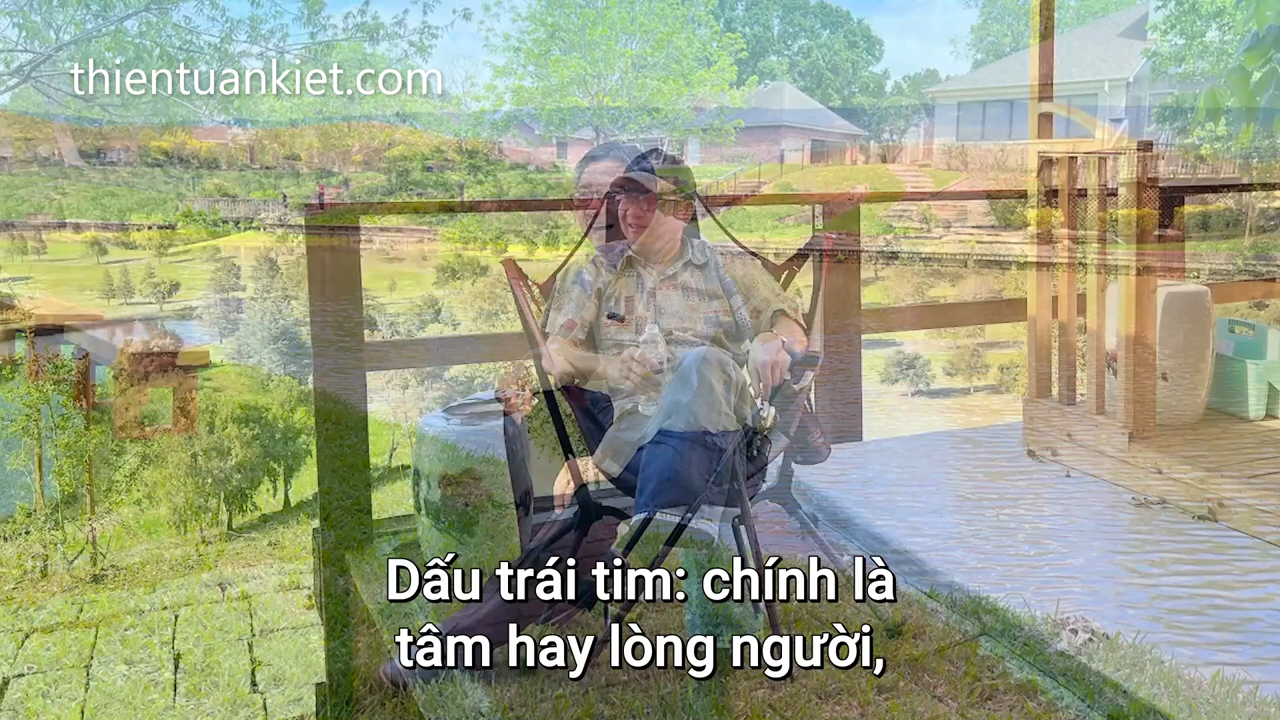 thientuankiet.com
Dấu trái tim: chính là
tâm hay lòng người,